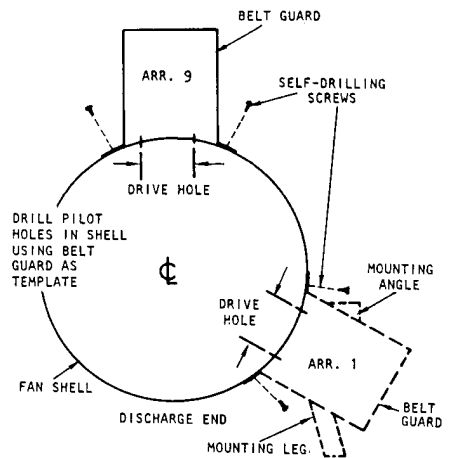 BELT GUARD
ARR. 9
SELF-DRILLING
SCREWS
DRIVE HOLE
DRILL PILOT
HOLES IN SHELL
USING BELT
GUARD AS
TEMPLATE
℄
MOUNTING
ANGLE
DRIVE
HOLE
ARR. 1
FAN SHELL
DISCHARGE END
BELT
GUARD
MOUNTING LEG.